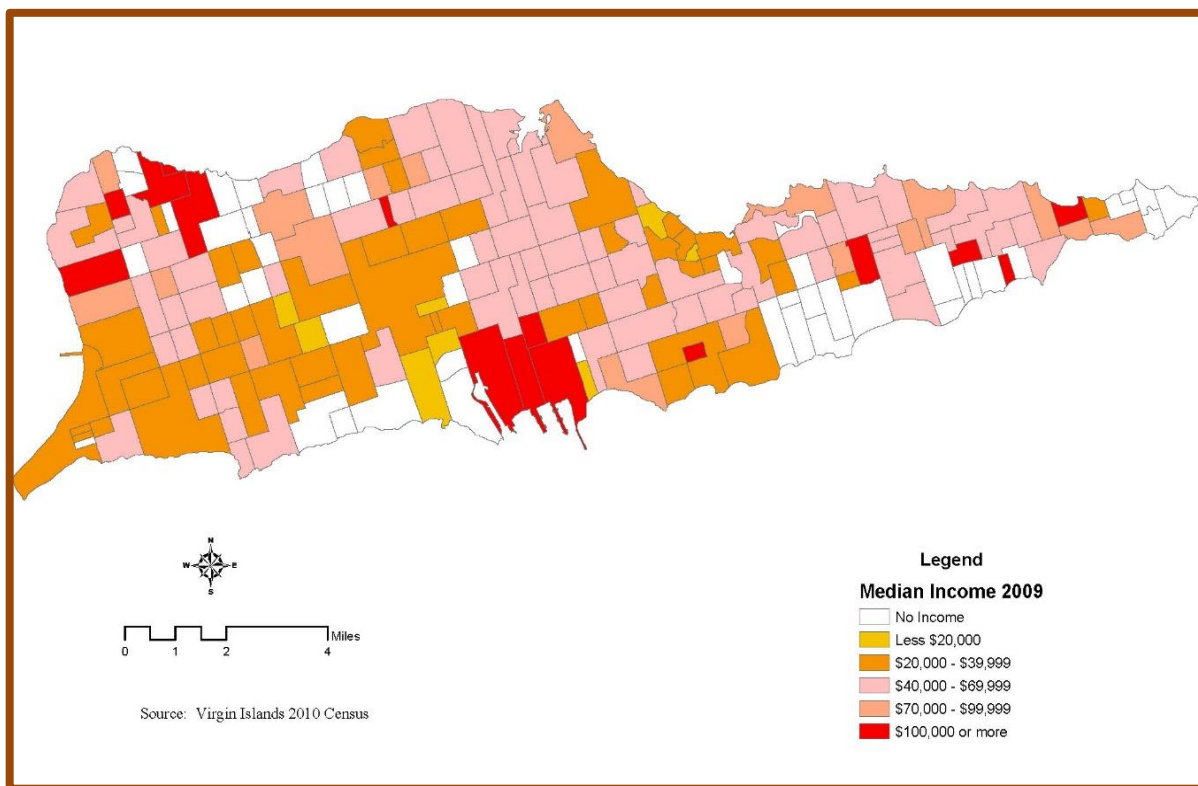 N
W E
S
Miles
0 1 2 4
Source: Virgin Islands 2010 Census
Legend
Median Income 2009
No Income
Less $20,000
$20,000 - $39,999
$40,000 - $69,999
$70,000 - $99,999
$100,000 or more